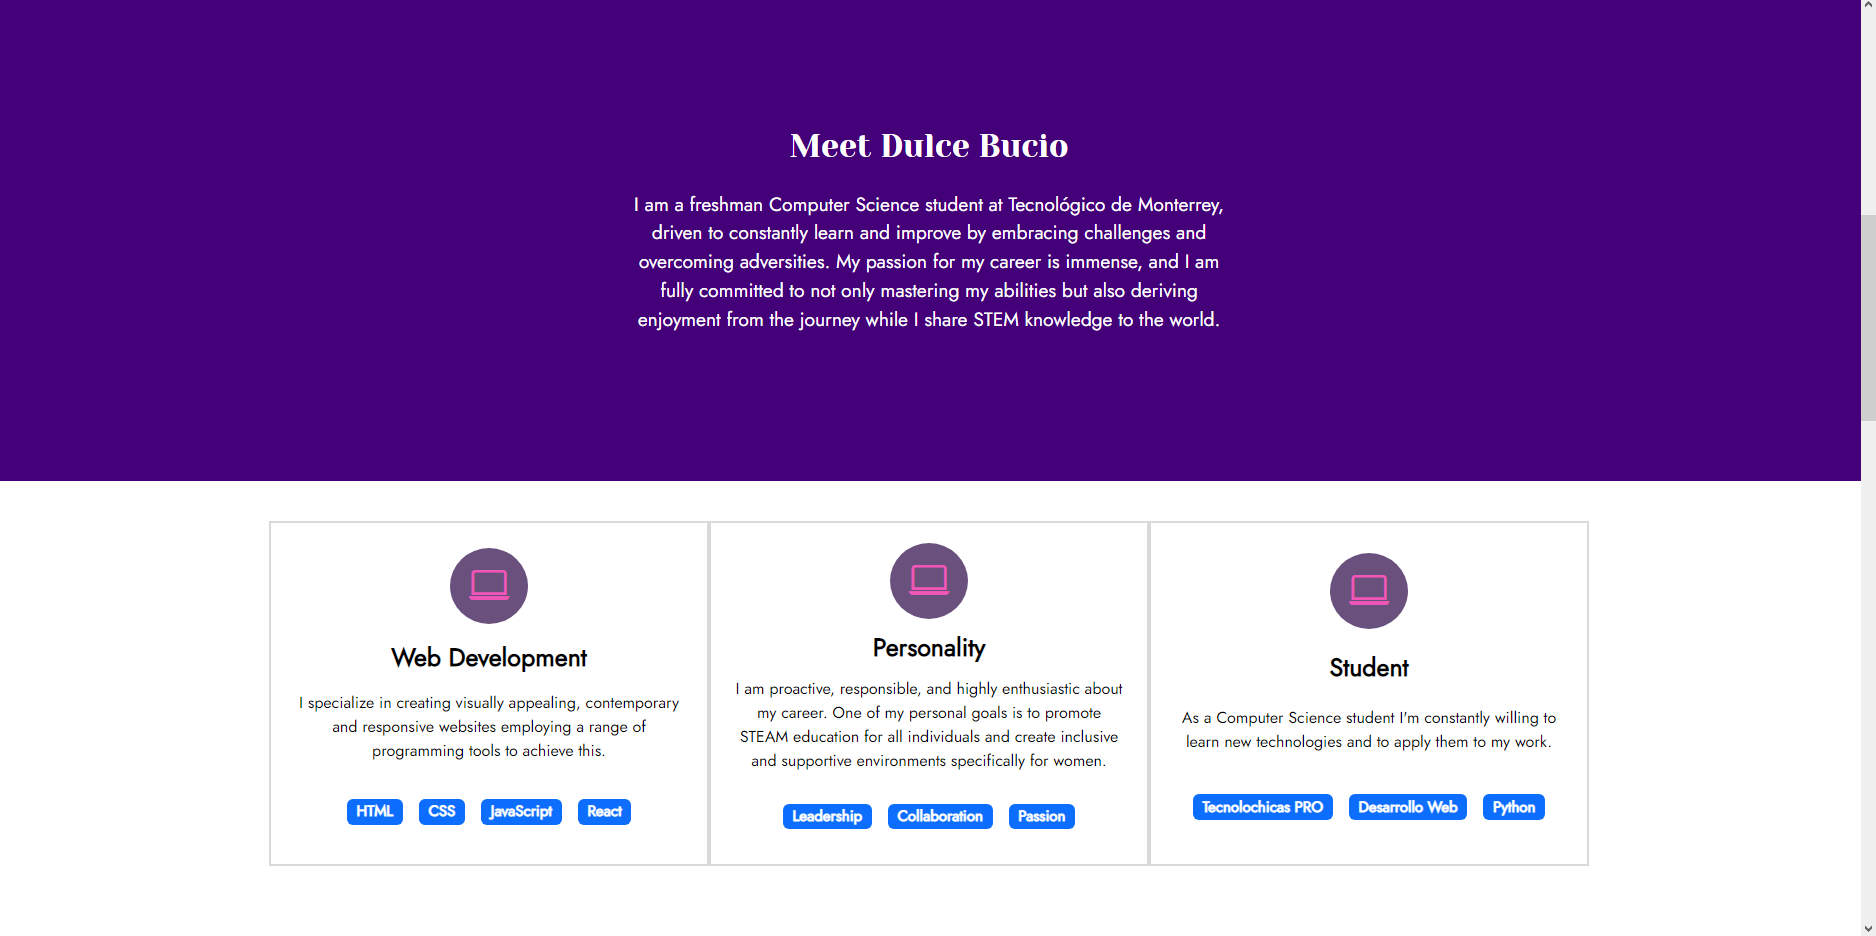 Meet Dulce Bucio
I am a freshman Computer Science student at Tecnológico de Monterrey,
driven to constantly learn and improve by embracing challenges and
overcoming adversities. My passion for my career is immense, and I am
fully committed to not only mastering my abilities but also deriving
enjoyment from the journey while I share STEM knowledge to the world.
Web Development
I specialize in creating visually appealing, contemporary
and responsive websites employing a range of
programming tools to achieve this.
HTML CSS JavaScript React
Personality
I am proactive, responsible, and highly enthusiastic about
my career. One of my personal goals is to promote
STEAM education for all individuals and create inclusive
and supportive environments specifically for women.
Leadership Collaboration Passion
Student
As a Computer Science student I'm constantly willing to
learn new technologies and to apply them to my work.
Tecnolochicas PRO Desarrollo Web Python